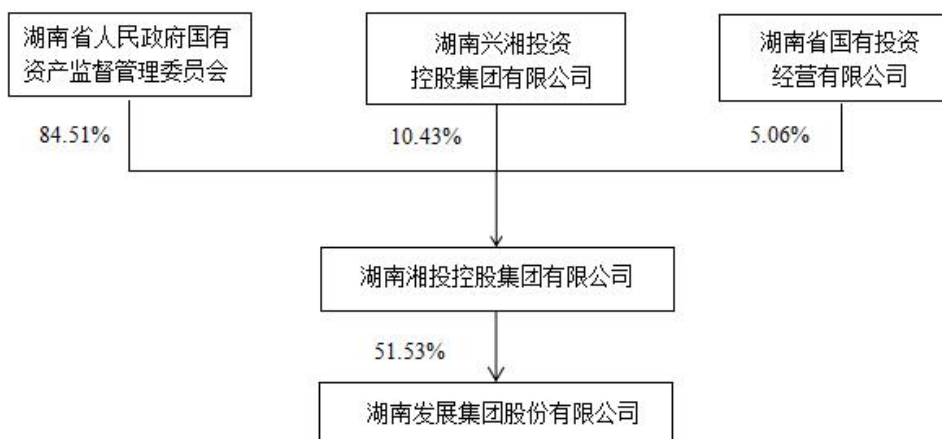 湖南省人民政府国有
资产监督管理委员会
湖南兴湘投资
控股集团有限公司
湖南省国有投资
经营有限公司
84.51%
10.43%
5.06%
湖南湘投控股集团有限公司
51.53%
湖南发展集团股份有限公司